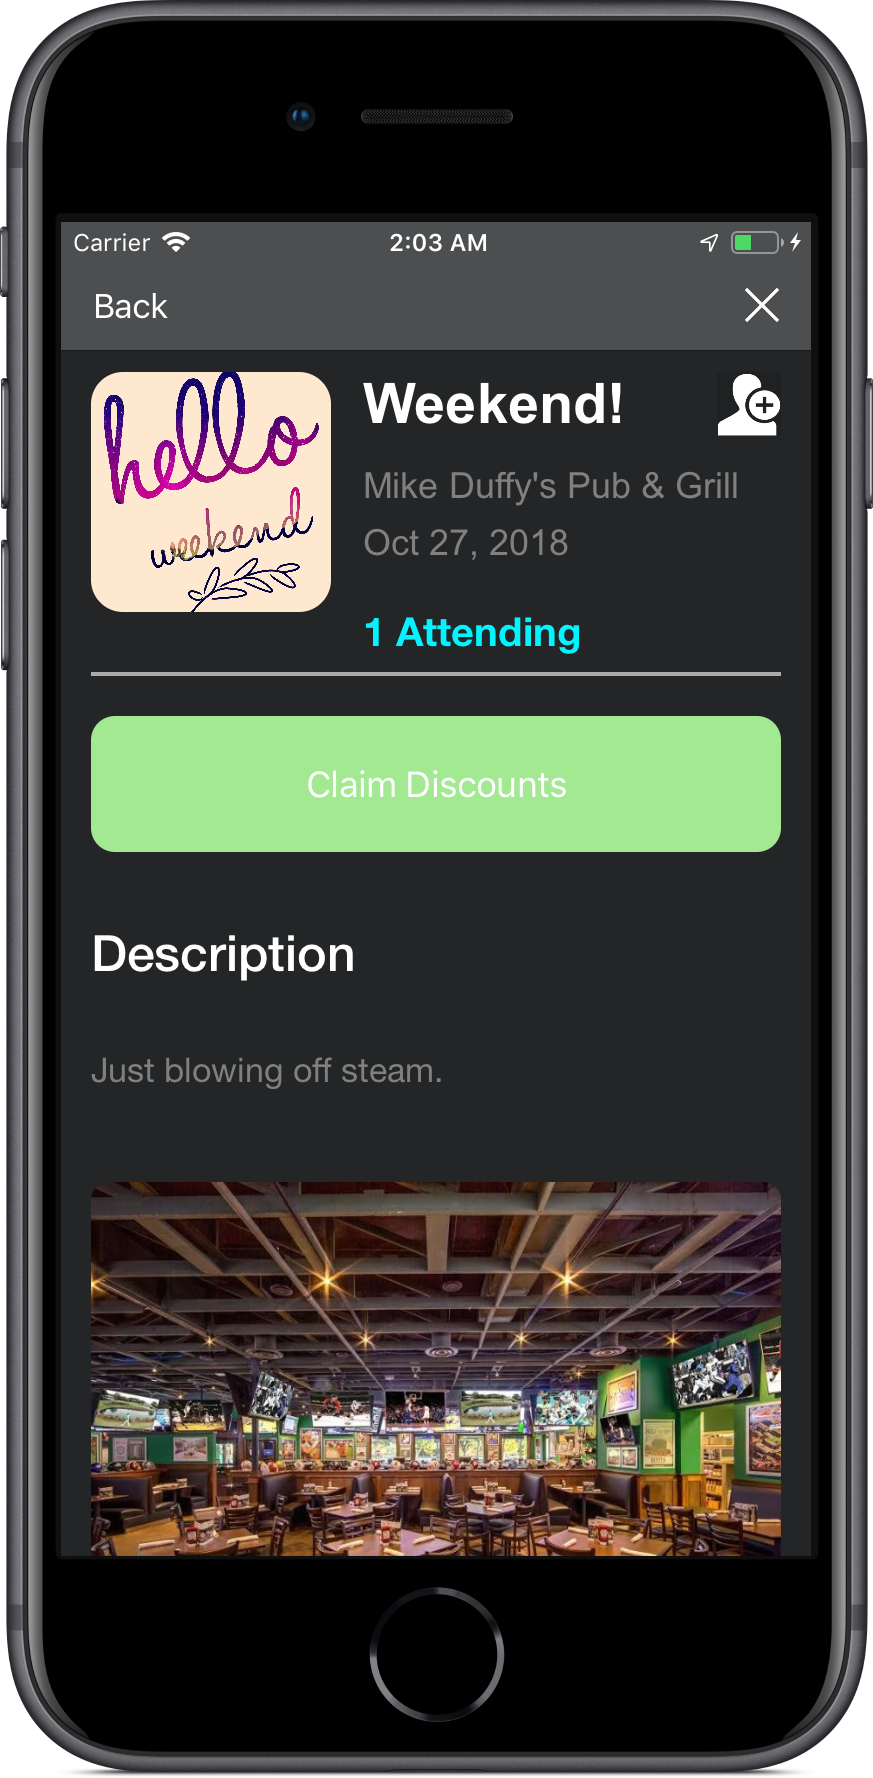 Carrier 2:03 AM
Back
hello
weekend
Weekend!
Mike Duffy's Pub & Grill
Oct 27, 2018
1 Attending
Claim Discounts
Description
Just blowing off steam.